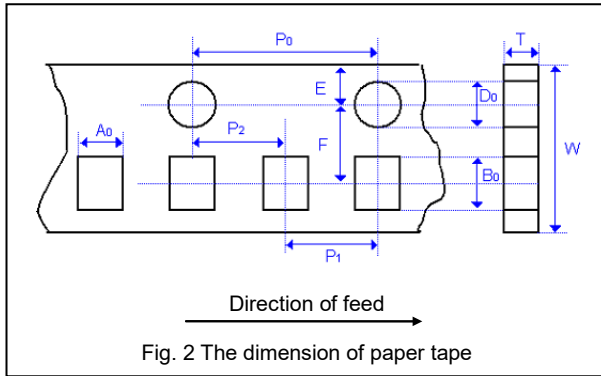 P0
T
E
D0
A0
P2
F
W
B0
P1
Direction of feed
Fig. 2 The dimension of paper tape